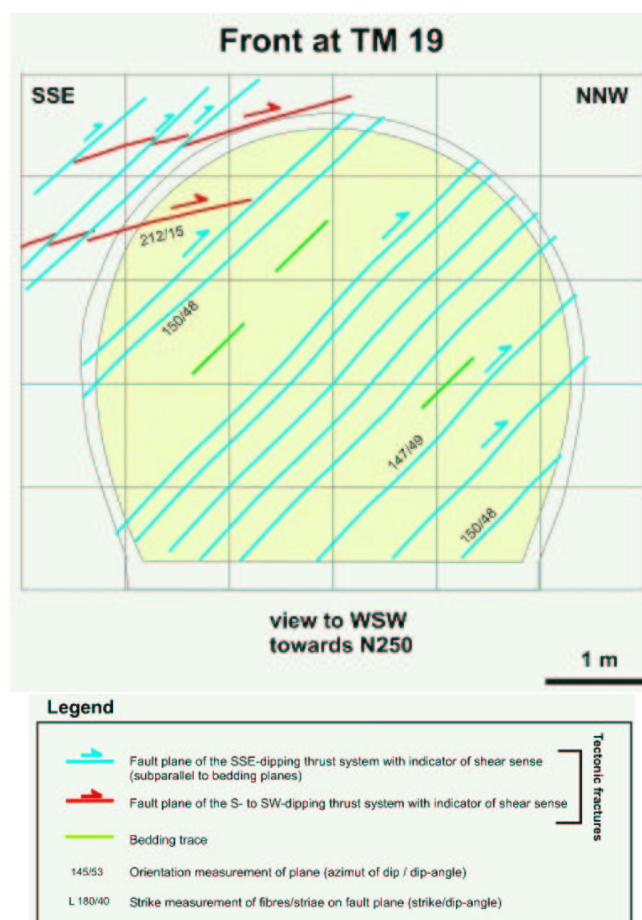 Front at TM 19
SSE
NNW
212/15
150/48
147/49
150/48
view to WSW
towards N250
1 m
Legend
Fault plane of the SSE-dipping thrust system with indicator of shear sense
(subparallel to bedding planes)
Fault plane of the S- to SW-dipping thrust system with indicator of shear sense
Tectonic fractures
Bedding trace
145/53 Orientation measurement of plane (azimut of dip / dip-angle)
L 180/40 Strike measurement of fibres/striae on fault plane (strike/dip-angle)